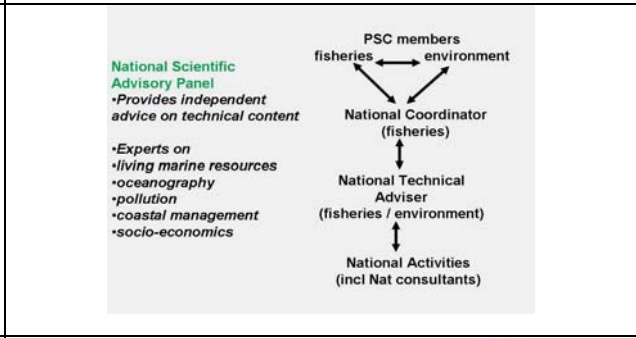 National Scientific
Advisory Panel
•Provides independent
advice on technical content
•Experts on
•living marine resources
•oceanography
•pollution
•coastal management
•socio-economics
PSC members
fisheries environment
National Coordinator
(fisheries)
National Technical
Adviser
(fisheries / environment)
National Activities
(incl Nat consultants)